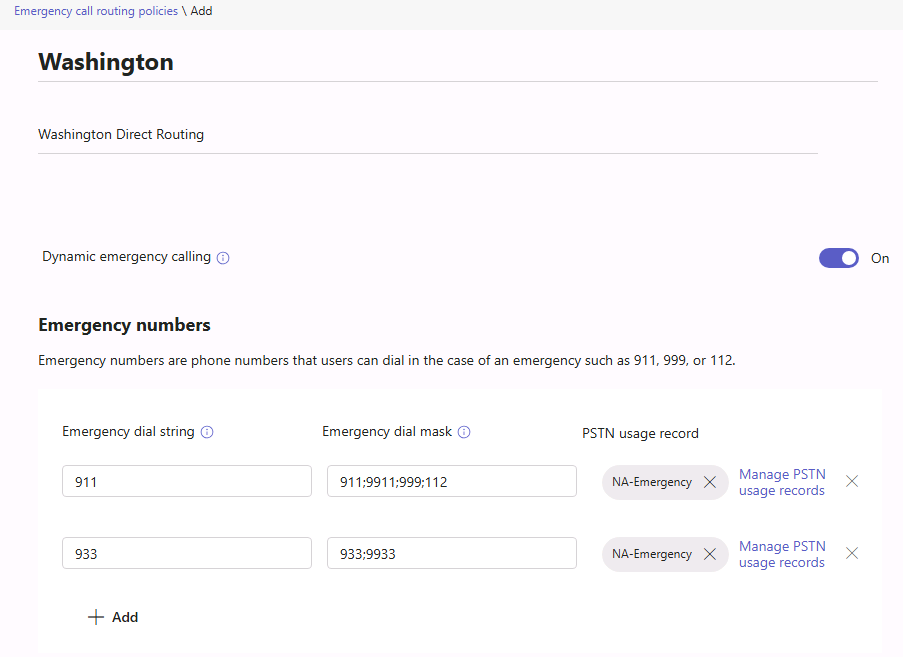 Emergency call routing policies \ Add
Washington
Washington Direct Routing
Dynamic emergency calling
On
Emergency numbers
Emergency numbers are phone numbers that users can dial in the case of an emergency such as 911, 999, or 112.
Emergency dial string
Emergency dial mask
PSTN usage record
911
911;9911;999;112
NA-Emergency
Manage PSTN
usage records
933
933;9933
NA-Emergency
Manage PSTN
usage records
Add